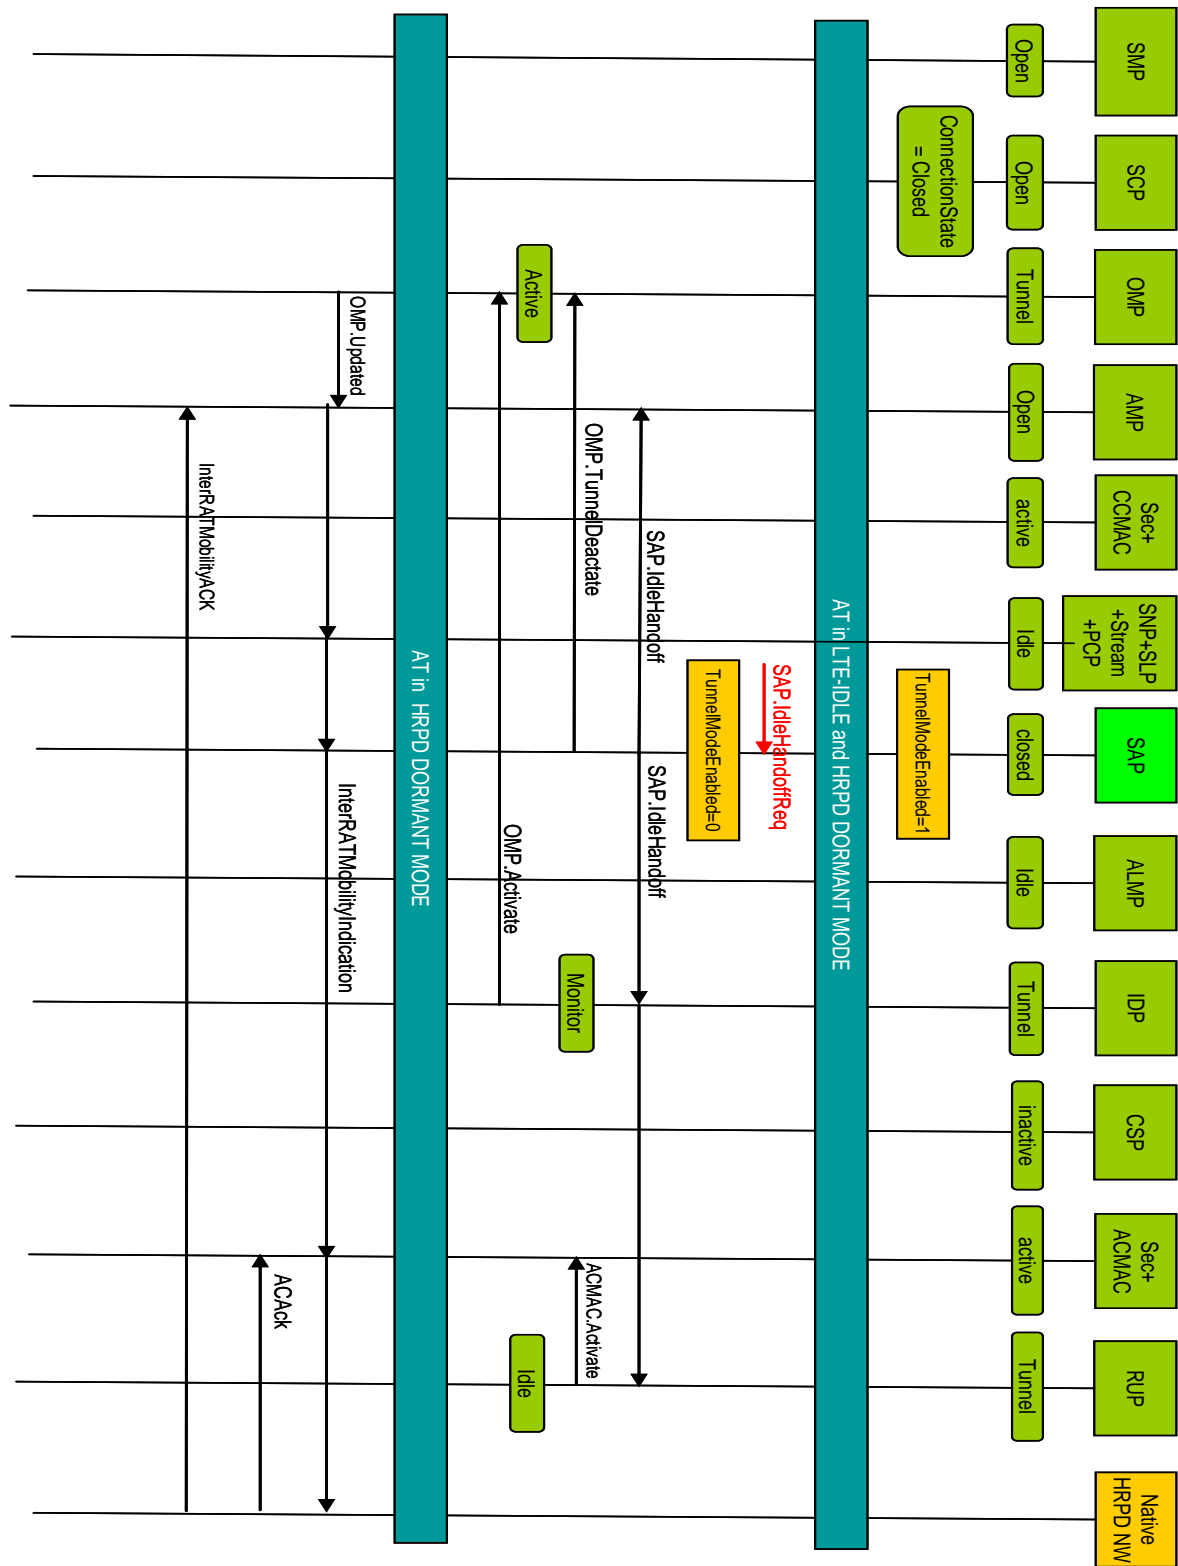 SMP
SCP
OMP
AMP
Sec+
CCMAC
SNP+SLP
+Stream
+PCP
SAP
ALMP
IDP
CSP
Sec+
ACMAC
RUP
Native
HRPD NW
Open
Open
Tunnel
Open
active
Idle
closed
Idle
Tunnel
inactive
active
Tunnel
ConnectionState
= Closed
TunnelModeEnabled=1
AT in LTE-IDLE and HRPD DORMANT MODE
SAP.IdleHandoffReq
TunnelModeEnabled=0
SAP.IdleHandoff
SAP.IdleHandoff
OMP.TunnelDeactate
Monitor
ACMAC.Activate
Active
OMP.Activate
Idle
AT in HRPD DORMANT MODE
OMP.Updated
InterRATMobilityIndication
ACAck
InterRATMobilityACK